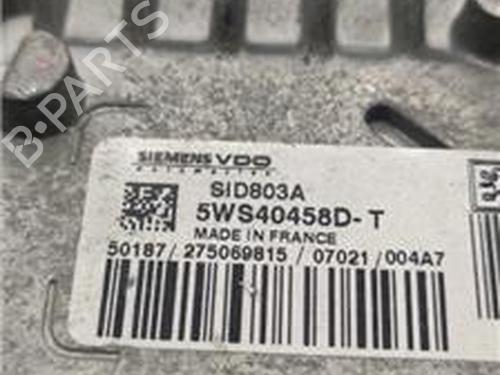 B-PARTS
SIEMENS VDO
Automotive
SID803A
5WS40458D-T
MADE IN FRANCE
50187/275069815/07021/004A7